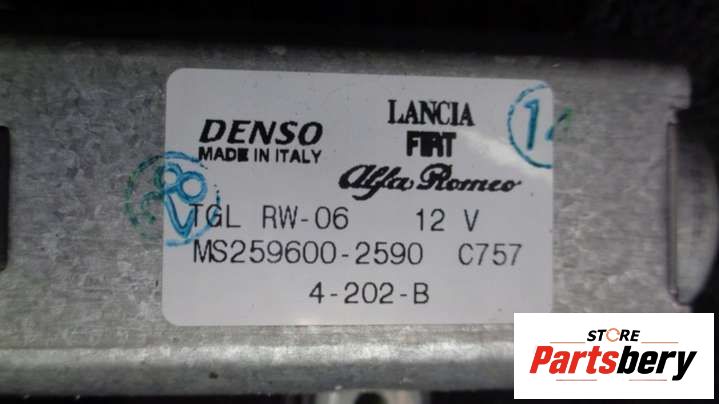 DENSO
MADE IN ITALY
LANCIA
FIAT
Alfa Romeo
TGL RW-06 12 V
MS259600-2590 C757
4-202-B
STORE
Partsbery